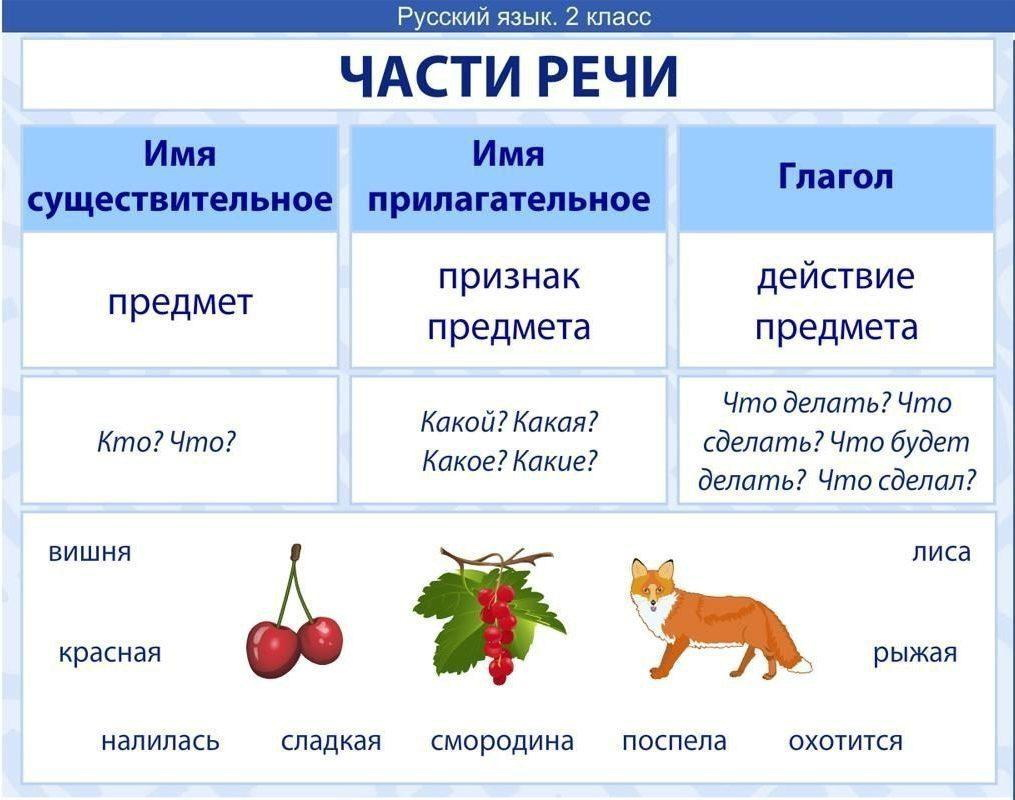 Русский язык. 2 класс
ЧАСТИ РЕЧИ
Имя
существительное
Имя
прилагательное
Глагол
предмет
признак
предмета
действие
предмета
Кто? Что?
Какой? Какая?
Какое? Какие?
Что делать? Что
сделать? Что будет
делать? Что сделал?
вишня
лиса
красная
рыжая
налилась сладкая смородина поспела охотится